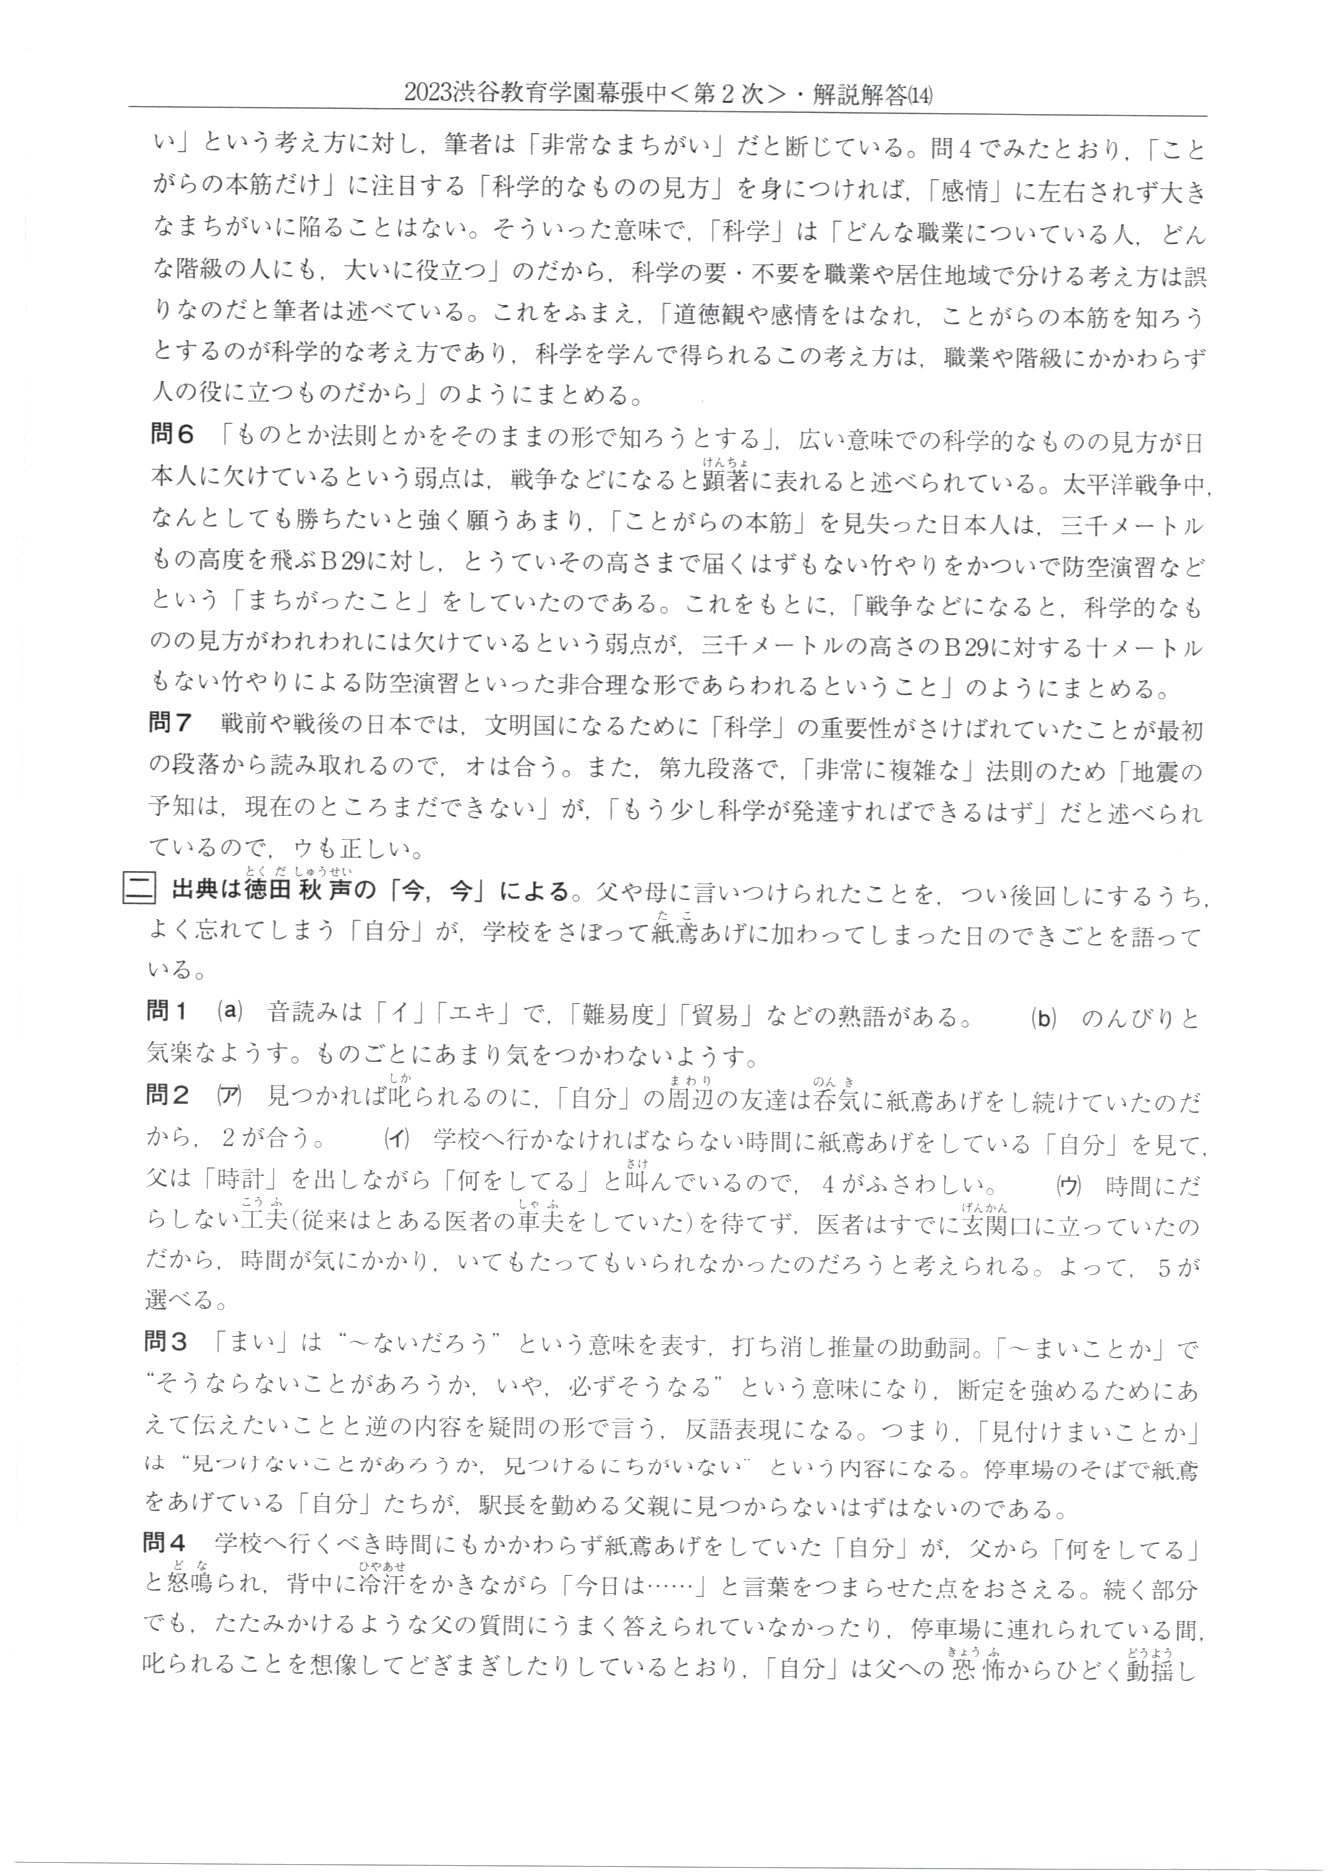 2023渋谷教育学園幕張中＜第2次＞・解説解答⒁
い」という考え方に対し，筆者は「非常なまちがい」だと断じている。問4でみたとおり，「こと
がらの本筋だけ」に注目する「科学的なものの見方」を身につければ，「感情」に左右されず大き
なまちがいに陥ることはない。そういった意味で，「科学」は「どんな職業についている人，どん
な階級の人にも，大いに役立つ」のだから，科学の要・不要を職業や居住地域で分ける考え方は誤
りなのだと筆者は述べている。これをふまえ，「道徳観や感情をはなれ，ことがらの本筋を知ろう
とするのが科学的な考え方であり，科学を学んで得られるこの考え方は，職業や階級にかかわらず
人の役に立つものだから」のようにまとめる。
問6　「ものとか法則とかをそのままの形で知ろうとする」，広い意味での科学的なものの見方が日
けんちょ
本人に欠けているという弱点は，戦争などになると顕著に表れると述べられている。太平洋戦争中，
なんとしても勝ちたいと強く願うあまり，「ことがらの本筋」を見失った日本人は，三千メートル
もの高度を飛ぶB29に対し，とうていその高さまで届くはずもない竹やりをかついで防空演習など
という「まちがったこと」をしていたのである。これをもとに，「戦争などになると，科学的なも
のの見方がわれわれには欠けているという弱点が，三千メートルの高さのB29に対する十メートル
もない竹やりによる防空演習といった非合理な形であらわれるということ」のようにまとめる。
問7　戦前や戦後の日本では，文明国になるために「科学」の重要性がさけばれていたことが最初
の段落から読み取れるので，オは合う。また，第九段落で，「非常に複雑な」法則のため「地震の
予知は，現在のところまだできない」が，「もう少し科学が発達すればできるはず」だと述べられ
ているので，ウも正しい。
とくだ しゅうせい
二　出典は徳田秋声の「今，今」による。父や母に言いつけられたことを，つい後回しにするうち，
たこ
よく忘れてしまう「自分」が，学校をさぼって紙鳶あげに加わってしまった日のできごとを語って
いる。
問1　(a)　音読みは「イ」「エキ」で，「難易度」「貿易」などの熟語がある。　(b)　のんびりと
気楽なようす。ものごとにあまり気をつかわないようす。
しか　まわり　のんき
問2　(ア)　見つかれば叱られるのに，「自分」の周辺の友達は呑気に紙鳶あげをし続けていたのだ
から，2が合う。　(イ)　学校へ行かなければならない時間に紙鳶あげをしている「自分」を見て，
さけ
父は「時計」を出しながら「何をしてる」と叫んでいるので，4がふさわしい。　(ウ)　時間にだ
こうふ　しゃふ　げんかん
らしない工夫(従来はとある医者の車夫をしていた)を待てず，医者はすでに玄関口に立っていたの
だから，時間が気にかかり，いてもたってもいられなかったのだろうと考えられる。よって，5が
選べる。
問3　「まい」は“～ないだろう”という意味を表す，打ち消し推量の助動詞。「～まいことか」で
“そうならないことがあろうか，いや，必ずそうなる”という意味になり，断定を強めるためにあ
えて伝えたいことと逆の内容を疑問の形で言う，反語表現になる。つまり，「見付けまいことか」
は“見つけないことがあろうか，見つけるにちがいない”という内容になる。停車場のそばで紙鳶
をあげている「自分」たちが，駅長を勤める父親に見つからないはずはないのである。
問4　学校へ行くべき時間にもかかわらず紙鳶あげをしていた「自分」が，父から「何をしてる」
どな　ひやあせ
と怒鳴られ，背中に冷汗をかきながら「今日は……」と言葉をつまらせた点をおさえる。続く部分
でも，たたみかけるような父の質問にうまく答えられていなかったり，停車場に連れられている間，
きょうふ　どうよう
叱られることを想像してどぎまぎしたりしているとおり，「自分」は父への恐怖からひどく動揺し